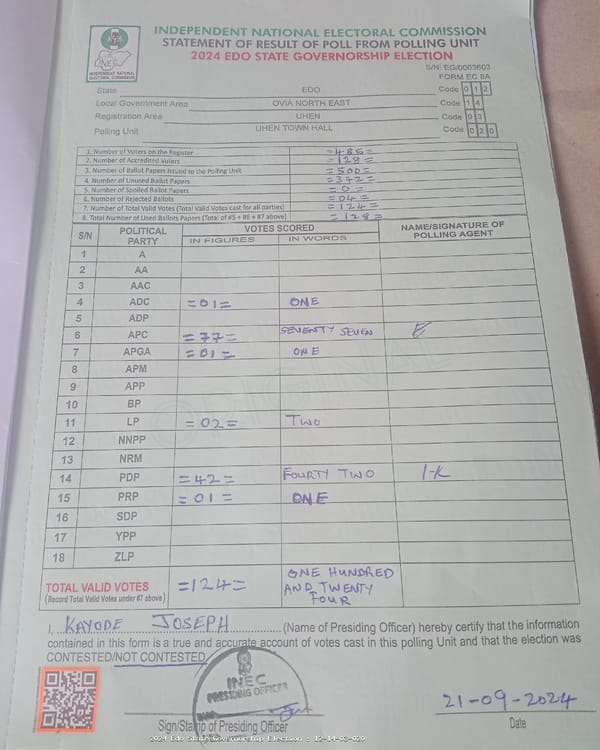 INDEPENDENT NATIONAL ELECTORAL COMMISSION
STATEMENT OF RESULT OF POLL FROM POLLING UNIT
2024 EDO STATE GOVERNORSHIP ELECTION
INEC
INDEPENDENT NATIONAL ELECTORAL COMMISSION
S/N: EG/0003603
FORM EC 8A
State EDO Code 0 1 2
Local Government Area OVIA NORTH EAST Code 1 4
Registration Area UHEN Code 0 3
Polling Unit UHEN TOWN HALL Code 0 2 0
1. Number of Voters on the Register =485=
2. Number of Accredited Voters =128=
3. Number of Ballot Papers Issued to the Polling Unit =500=
4. Number of Unused Ballot Papers =372=
5. Number of Spoiled Ballot Papers =0=
6. Number of Rejected Ballots =04=
7. Number of Total Valid Votes (Total Valid Votes cast for all parties) =124=
8. Total Number of Used Ballots Papers (Total of #5 + #6 + #7 above) =128=
S/N POLITICAL PARTY VOTES SCORED NAME/SIGNATURE OF POLLING AGENT
IN FIGURES IN WORDS
1 A
2 AA
3 AAC
4 ADC =01= ONE
5 ADP
6 APC =77= SEVENTY SEVEN E
7 APGA =01= ONE
8 APM
9 APP
10 BP
11 LP =02= TWO
12 NNPP
13 NRM
14 PDP =42= FOURTY TWO I-K
15 PRP =01= ONE
16 SDP
17 YPP
18 ZLP
TOTAL VALID VOTES =124= ONE HUNDRED
(Record Total Valid Votes under #7 above) AND TWENTY
FOUR
I, KAYODE JOSEPH (Name of Presiding Officer) hereby certify that the information
contained in this form is a true and accurate account of votes cast in this polling Unit and that the election was
CONTESTED/NOT CONTESTED.
INEC
PRESIDING OFFICER
21-09-2024
Sign/Stamp of Presiding Officer Date
2024 Edo State Governorship Election : 12-14-03-020